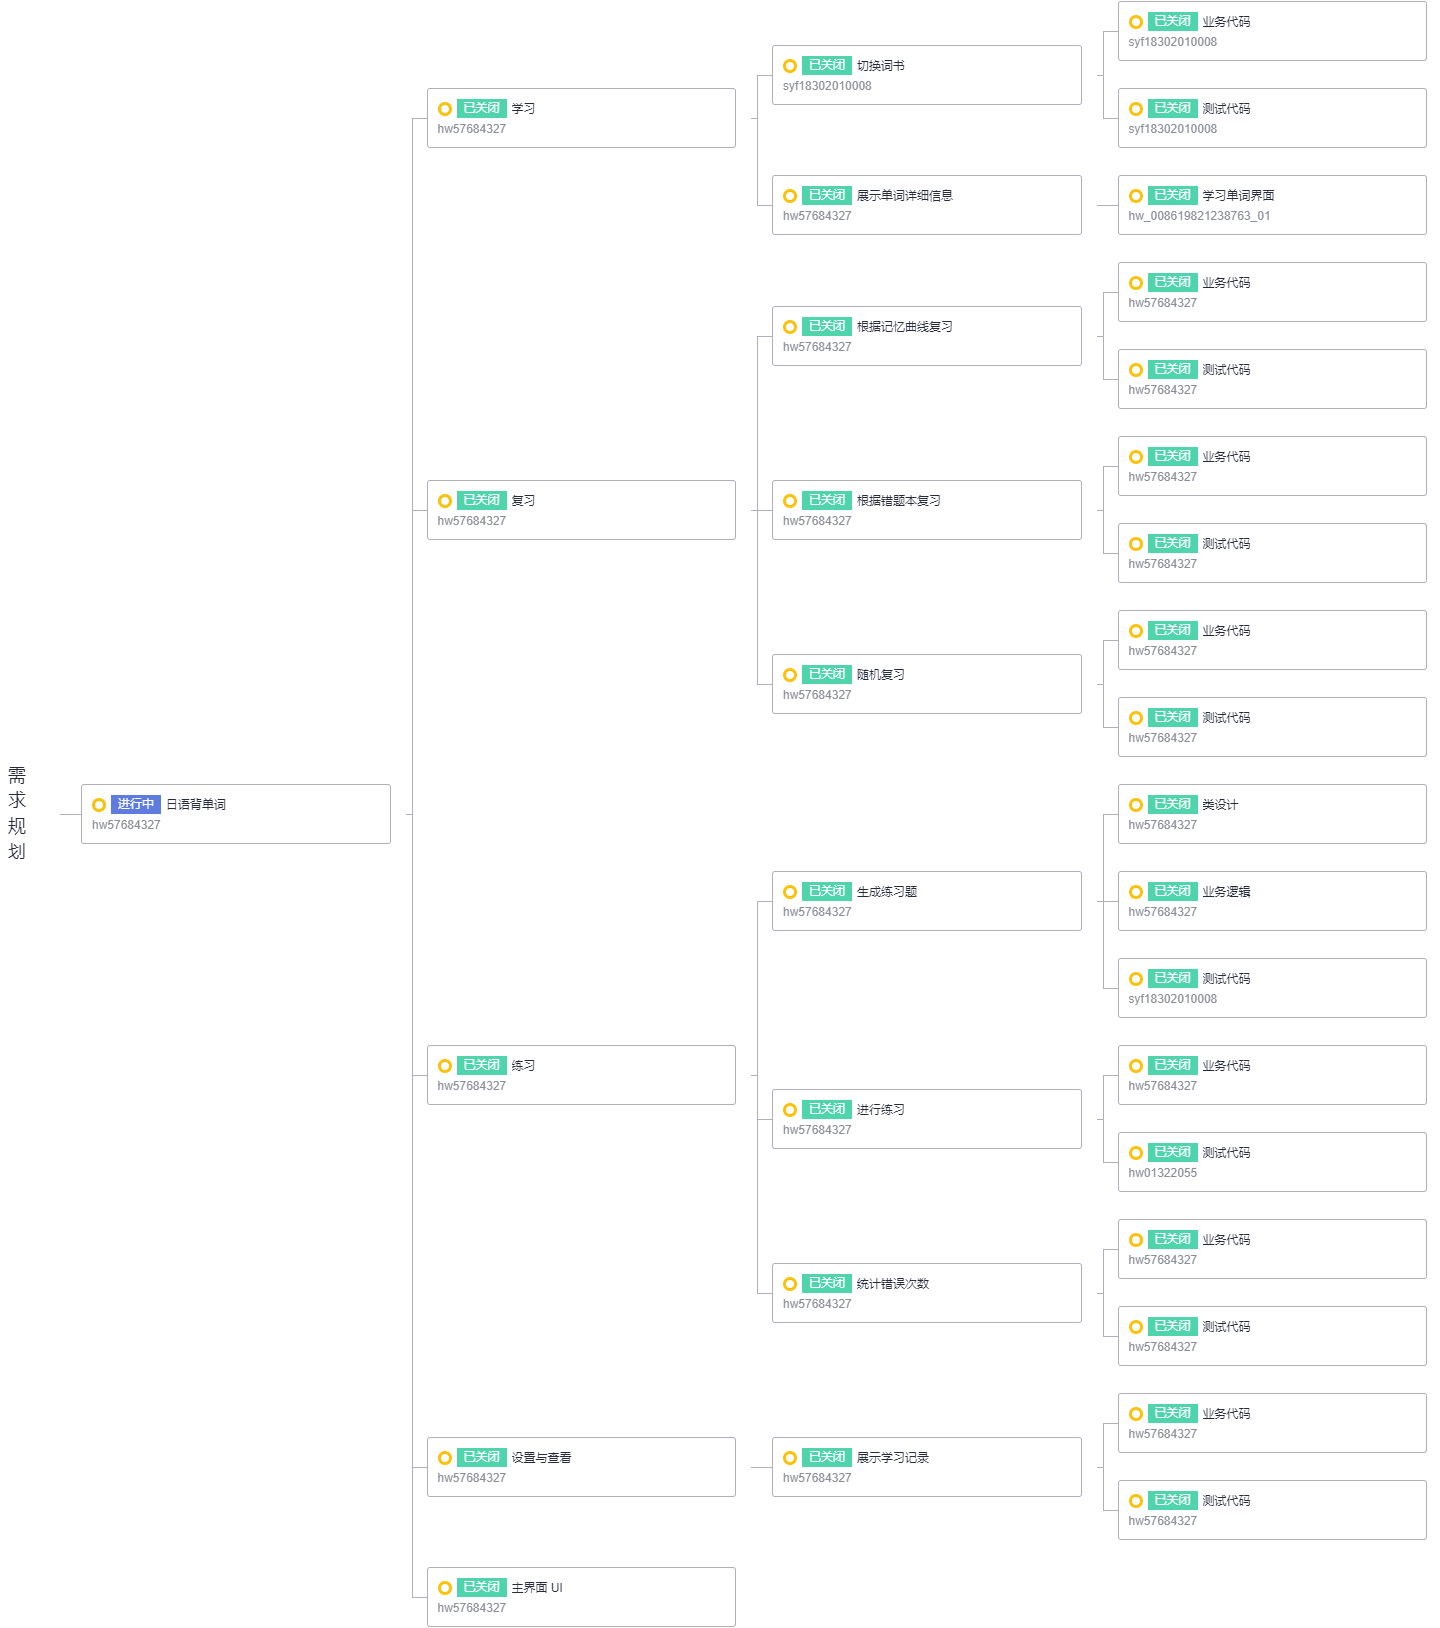 需
求
规
划
进行中 日语背单词
hw57684327
已关闭 学习
hw57684327
已关闭 切换词书
syf18302010008
已关闭 业务代码
syf18302010008
已关闭 测试代码
syf18302010008
已关闭 展示单词详细信息
hw57684327
已关闭 学习单词界面
hw_008619821238763_01
已关闭 复习
hw57684327
已关闭 根据记忆曲线复习
hw57684327
已关闭 业务代码
hw57684327
已关闭 测试代码
hw57684327
已关闭 根据错题本复习
hw57684327
已关闭 业务代码
hw57684327
已关闭 测试代码
hw57684327
已关闭 随机复习
hw57684327
已关闭 业务代码
hw57684327
已关闭 测试代码
hw57684327
已关闭 练习
hw57684327
已关闭 生成练习题
hw57684327
已关闭 类设计
hw57684327
已关闭 业务逻辑
hw57684327
已关闭 测试代码
syf18302010008
已关闭 进行练习
hw57684327
已关闭 业务代码
hw57684327
已关闭 测试代码
hw01322055
已关闭 统计错误次数
hw57684327
已关闭 业务代码
hw57684327
已关闭 测试代码
hw57684327
已关闭 设置与查看
hw57684327
已关闭 展示学习记录
hw57684327
已关闭 业务代码
hw57684327
已关闭 测试代码
hw57684327
已关闭 主界面 UI
hw57684327